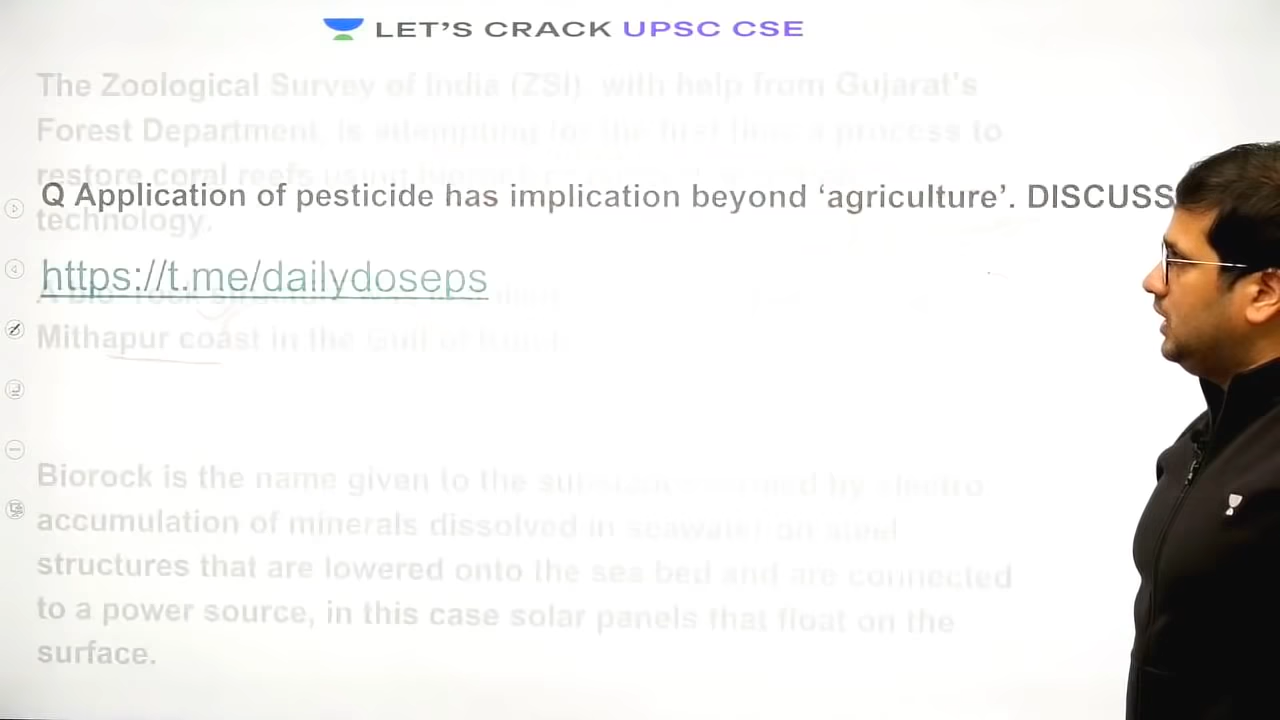 LET'S CRACK UPSC CSE
The Zoological Survey of India (ZSI), with help from Gujarat's
Forest Department, is attempting for the first time a process to
restore coral reefs using
Q Application of pesticide has implication beyond ‘agriculture’. DISCUSS
technology.
https://t.me/dailydoseps
Mithapur coast in the Gulf of
Biorock is the name given to the by electro
accumulation of minerals dissolved in seawater on steel
structures that are lowered onto the sea bed and are connected
to a power source, in this case solar panels that float on the
surface.